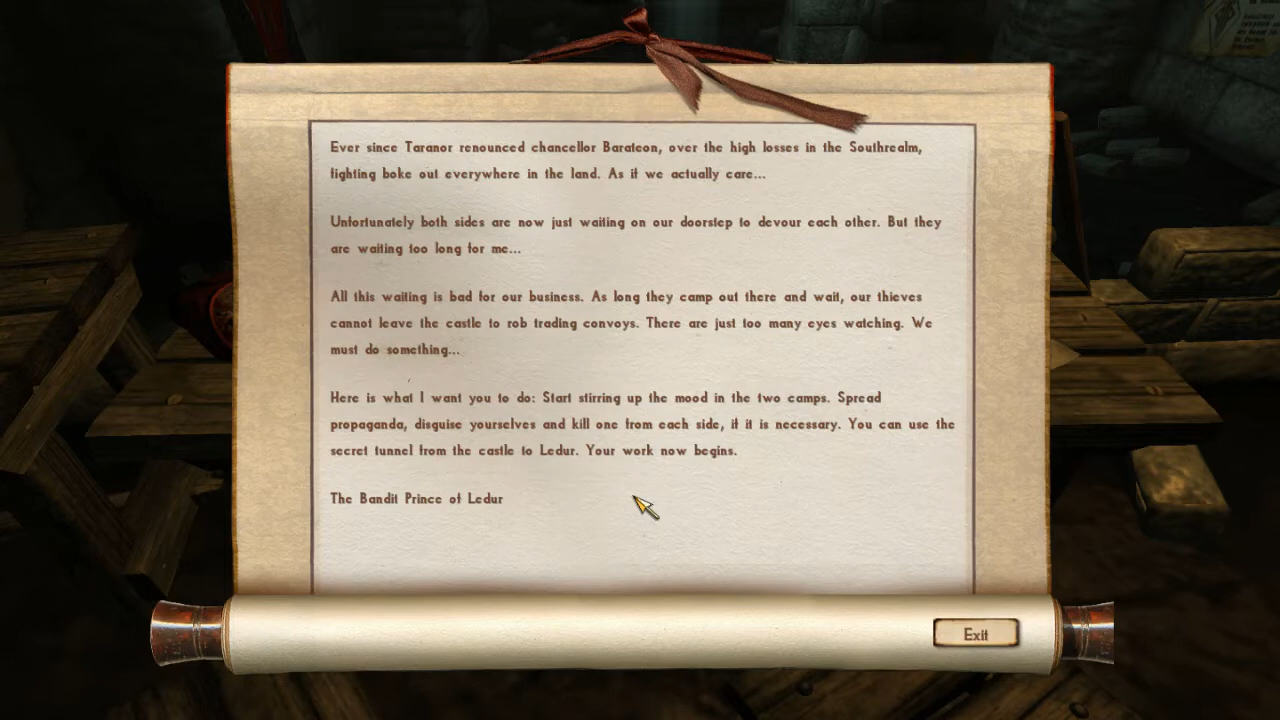 Ever since Taranor renounced chancellor Barateon, over the high losses in the Southrealm,
fighting boke out everywhere in the land. As if we actually care...
Unfortunately both sides are now just waiting on our doorstep to devour each other. But they
are waiting too long for me...
All this waiting is bad for our business. As long they camp out there and wait, our thieves
cannot leave the castle to rob trading convoys. There are just too many eyes watching. We
must do something...
Here is what I want you to do: Start stirring up the mood in the two camps. Spread
propaganda, disguise yourselves and kill one from each side, if it is necessary. You can use the
secret tunnel from the castle to Ledur. Your work now begins.
The Bandit Prince of Ledur
Exit